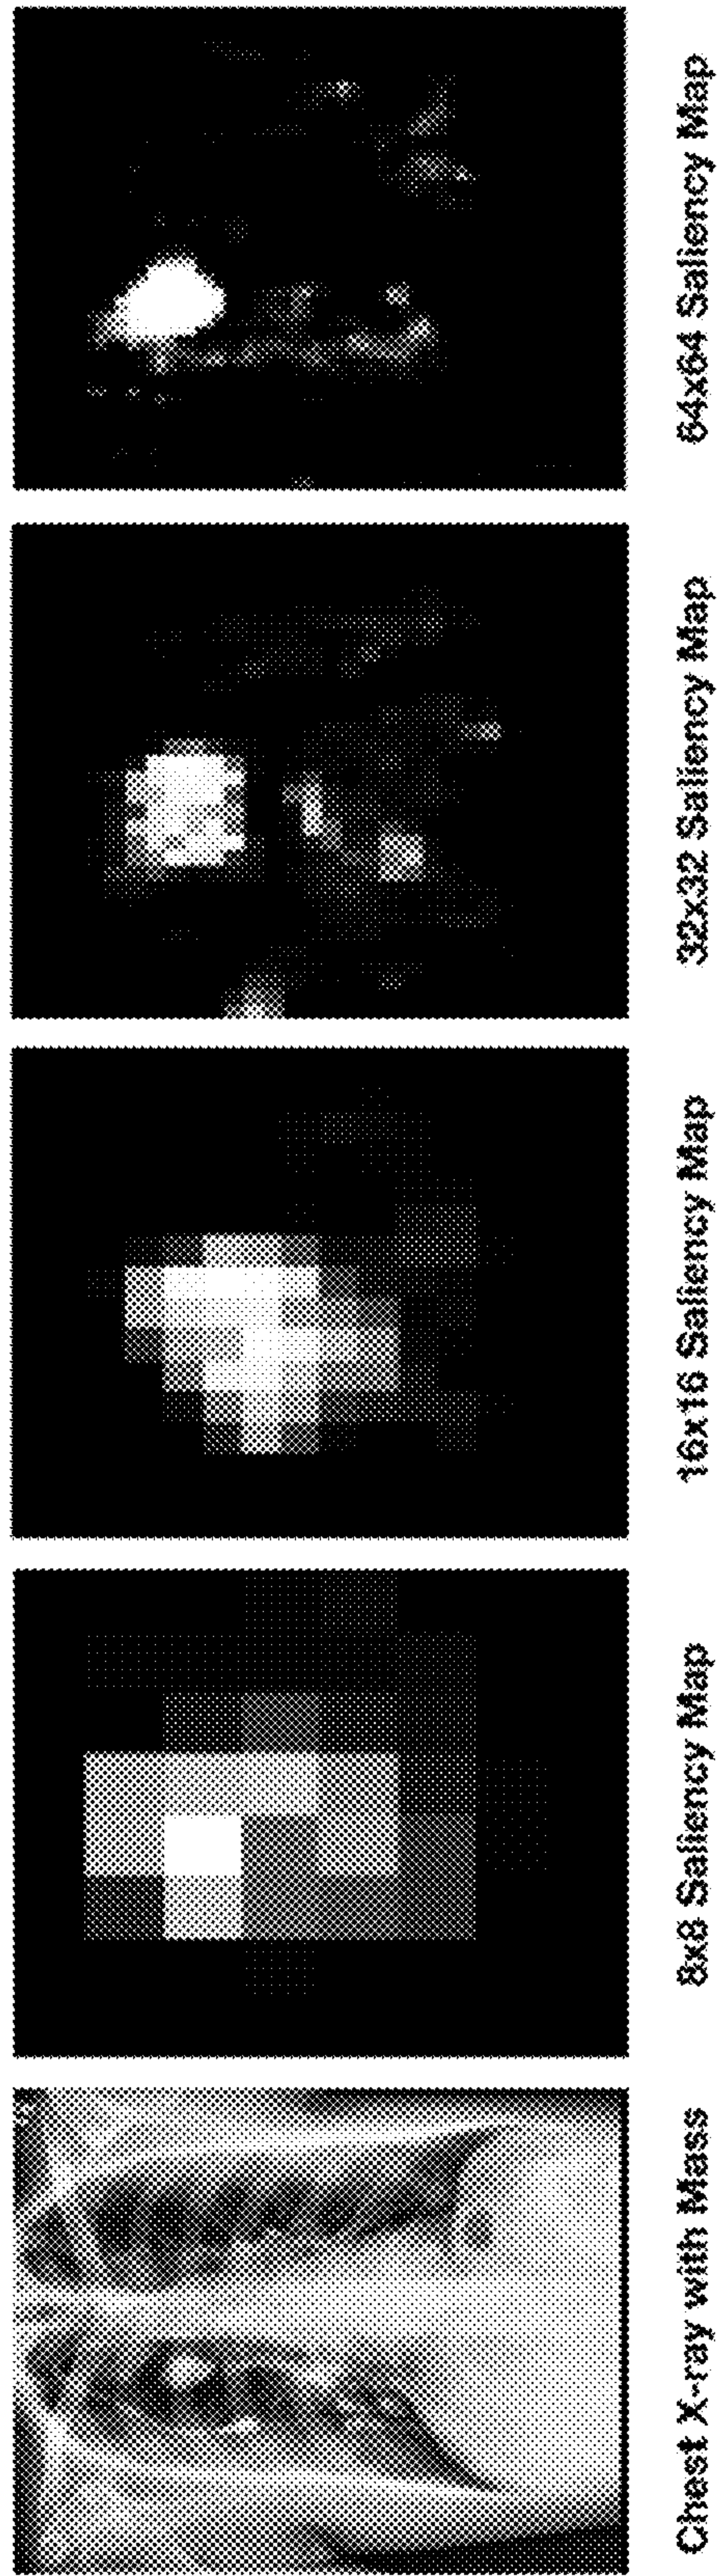 Chest X-ray with Mass
8x8 Saliency Map
16x16 Saliency Map
32x32 Saliency Map
64x64 Saliency Map